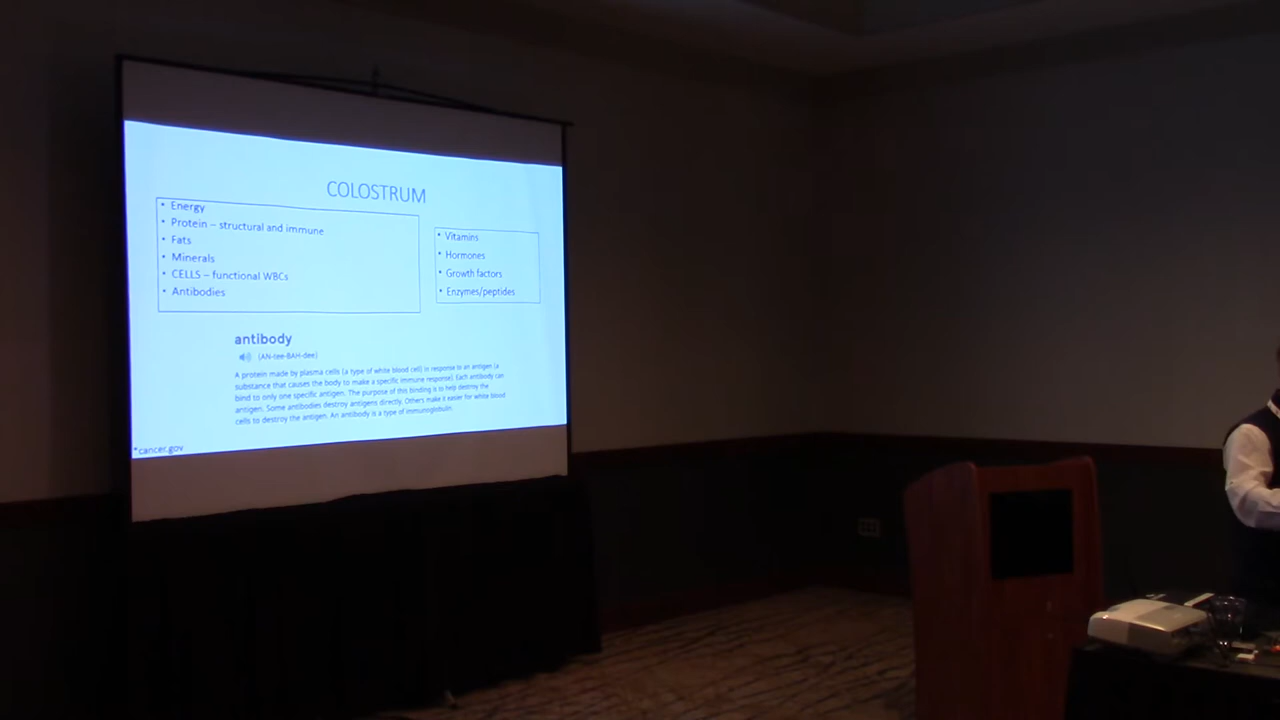 COLOSTRUM
• Energy
• Protein – structural and immune
• Fats
• Minerals
• CELLS – functional WBCs
• Antibodies
• Vitamins
• Hormones
• Growth factors
• Enzymes/peptides
antibody
(AN-tee-BAH-dee)
A protein made by plasma cells (a type of white blood cell) in response to an antigen (a
substance that causes the body to make a specific immune response). Each antibody can
bind to only one specific antigen. The purpose of this binding is to help destroy the
antigen. Some antibodies destroy antigens directly. Others make it easier for white blood
cells to destroy the antigen. An antibody is a type of immunoglobulin.
*cancer.gov